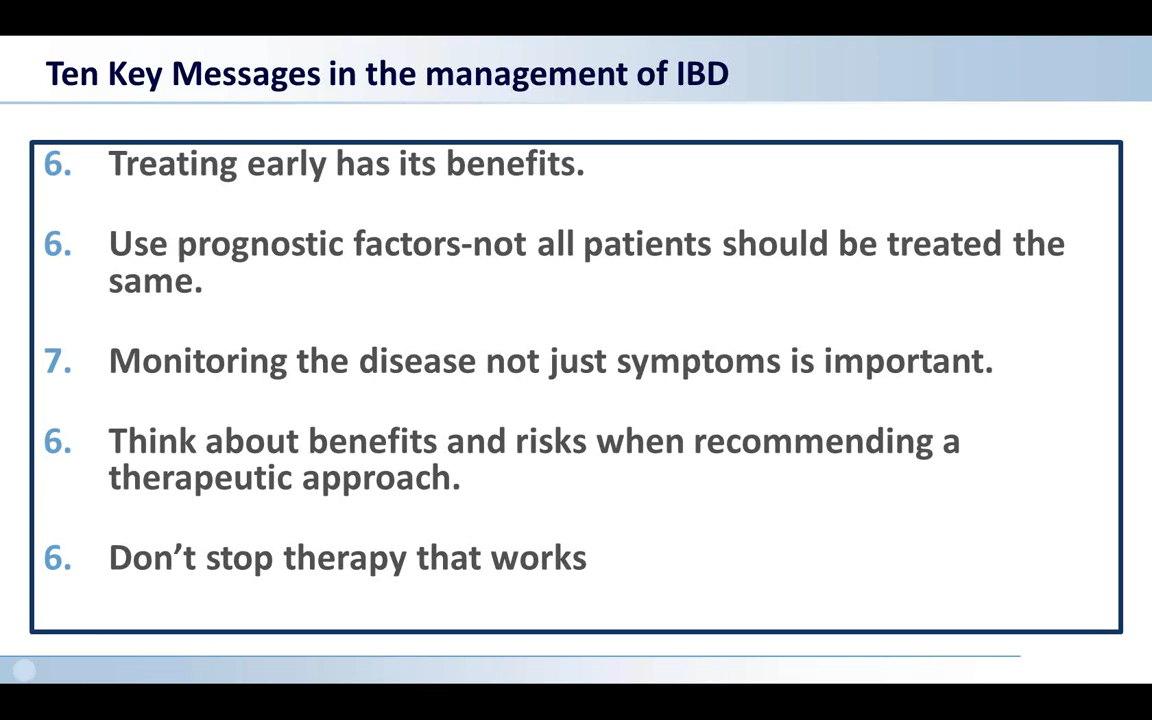 Ten Key Messages in the management of IBD
6. Treating early has its benefits.
6. Use prognostic factors-not all patients should be treated the
same.
7. Monitoring the disease not just symptoms is important.
6. Think about benefits and risks when recommending a
therapeutic approach.
6. Don’t stop therapy that works